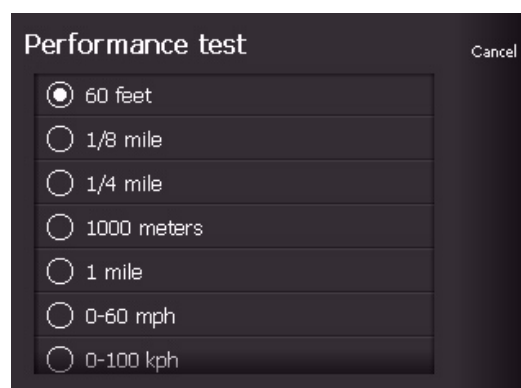 Performance test
Cancel
60 feet
1/8 mile
1/4 mile
1000 meters
1 mile
0-60 mph
0-100 kph